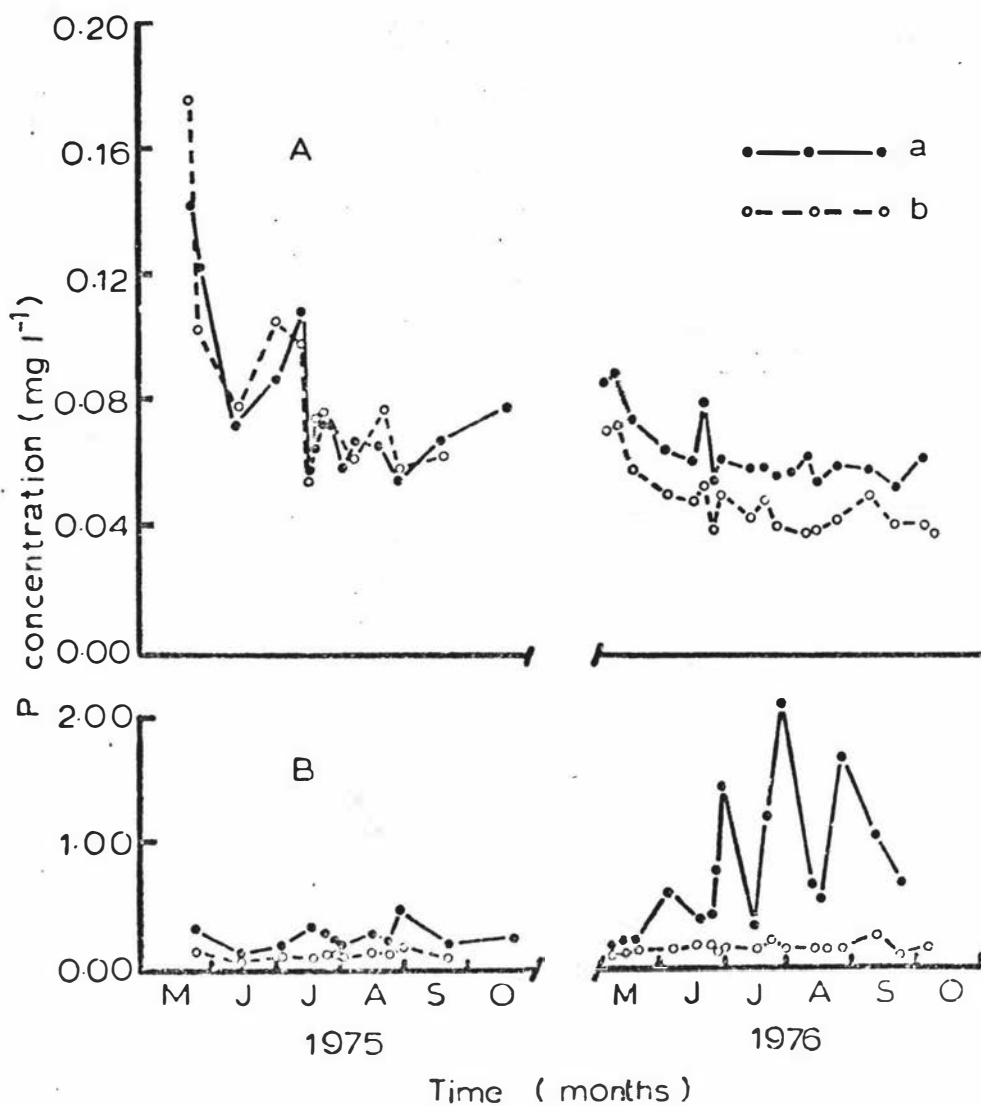 0.20
0.16
0.12
0.08
0.04
0.00
A
a
b
P concentration (mg l⁻¹)
2.00
1.00
0.00
B
M J J A S O
M J J A S O
1975
1976
Time (months)